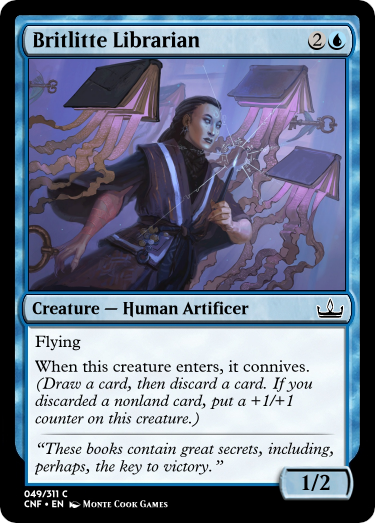 Britlitte Librarian 2
Creature — Human Artificer
Flying
When this creature enters, it connives.
(Draw a card, then discard a card. If you
discarded a nonland card, put a +1/+1
counter on this creature.)
“These books contain great secrets, including,
perhaps, the key to victory.”
1/2
049/311 C
CNF • EN Monte Cook Games